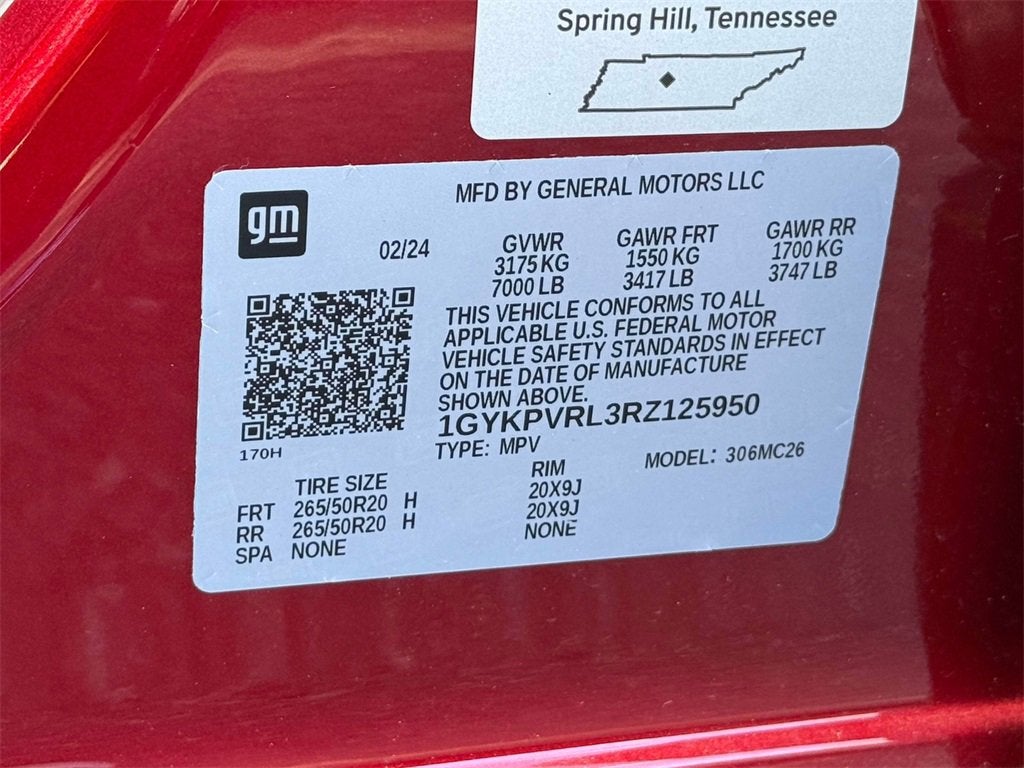 Spring Hill, Tennessee
MFD BY GENERAL MOTORS LLC
gm
02/24
GVWR GAWR FRT GAWR RR
3175 KG 1550 KG 1700 KG
7000 LB 3417 LB 3747 LB
THIS VEHICLE CONFORMS TO ALL
APPLICABLE U.S. FEDERAL MOTOR
VEHICLE SAFETY STANDARDS IN EFFECT
ON THE DATE OF MANUFACTURE
SHOWN ABOVE.
1GYKPVRL3RZ125950
170H
TYPE: MPV MODEL: 306MC26
TIRE SIZE RIM
FRT 265/50R20 H 20X9J
RR 265/50R20 H 20X9J
SPA NONE NONE